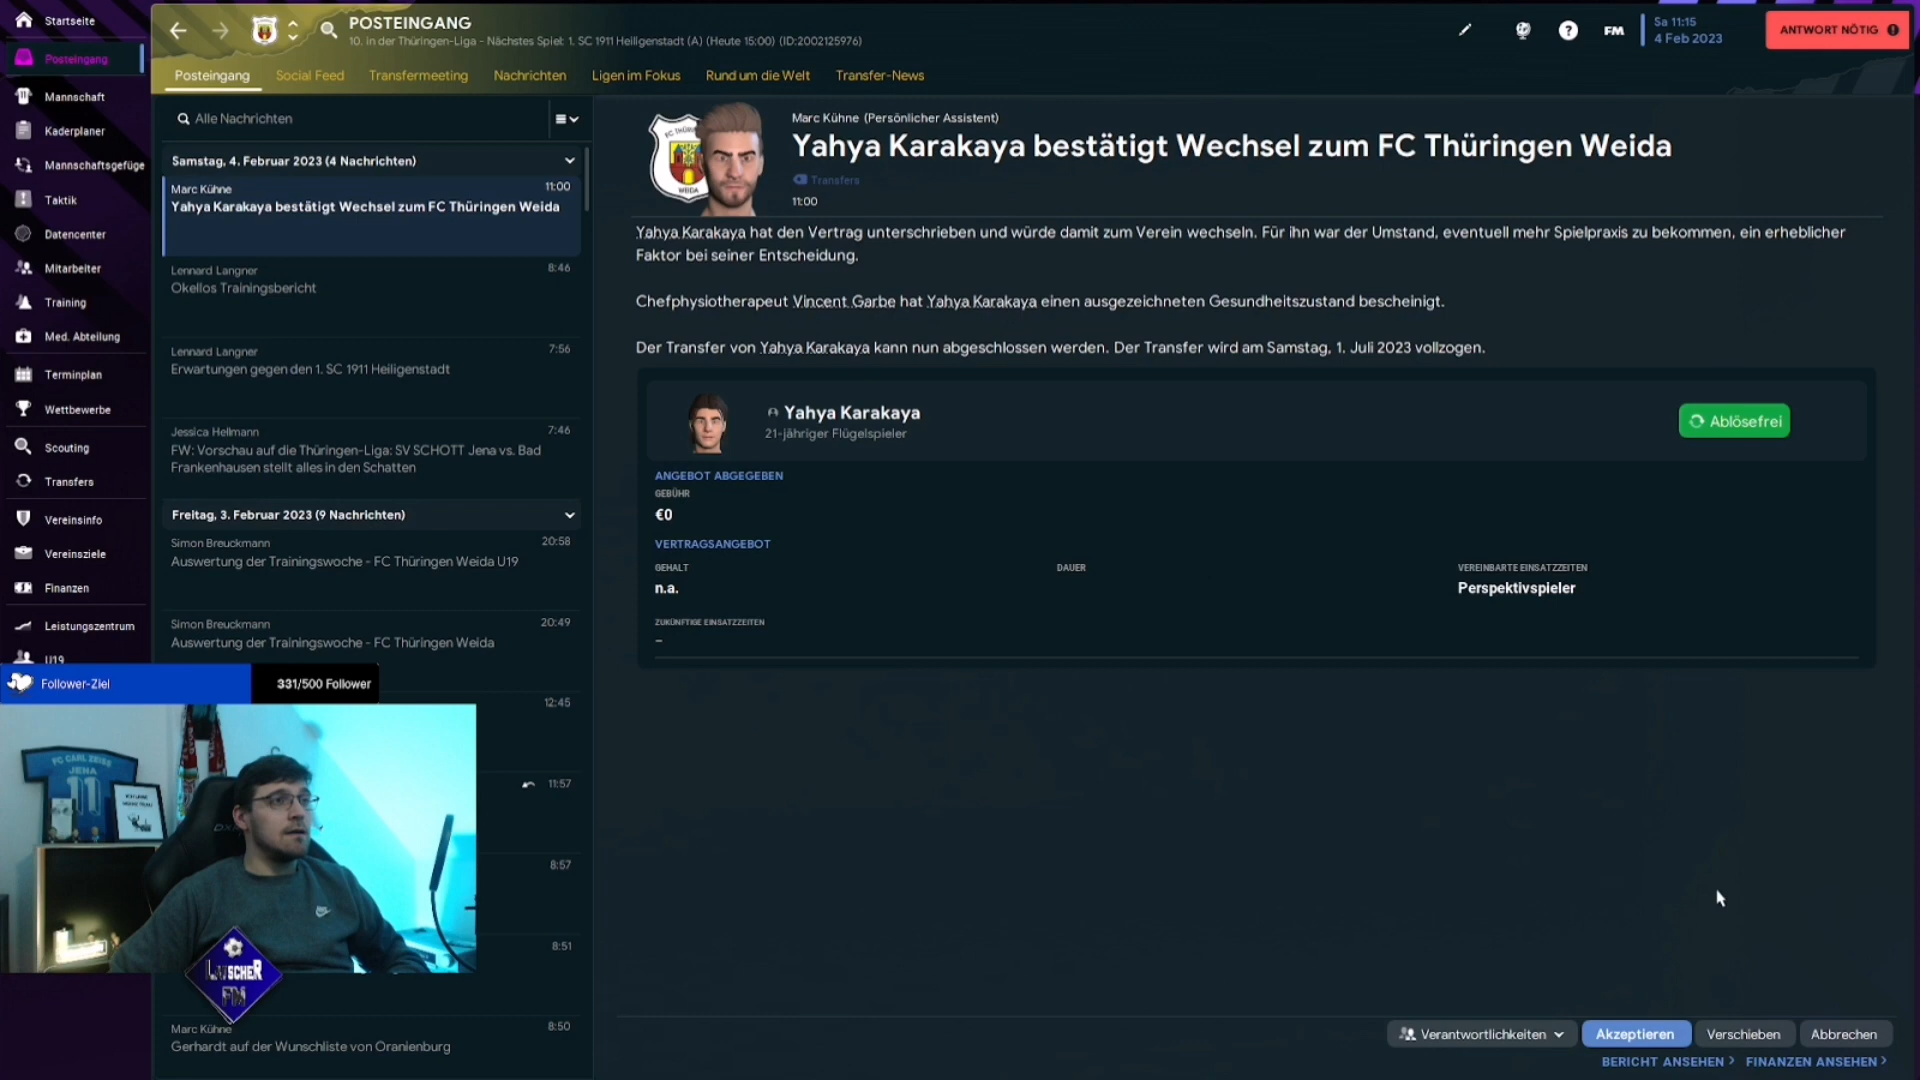 Startseite
Posteingang
Mannschaft
Kaderplaner
Mannschaftsgefüge
Taktik
Datencenter
Mitarbeiter
Training
Med. Abteilung
Terminplan
Wettbewerbe
Scouting
Transfers
Vereinsinfo
Vereinsziele
Finanzen
Leistungszentrum
U19
POSTEINGANG
10. in der Thüringen-Liga - Nächstes Spiel: 1. SC 1911 Heiligenstadt (A) (Heute 15:00) (ID:2002125976)
FM
Sa 11:15
4 Feb 2023
ANTWORT NÖTIG
Posteingang Social Feed Transfermeeting Nachrichten Ligen im Fokus Rund um die Welt Transfer-News
Alle Nachrichten
Samstag, 4. Februar 2023 (4 Nachrichten)
Marc Kühne 11:00
Yahya Karakaya bestätigt Wechsel zum FC Thüringen Weida
Lennard Langner 8:46
Okellos Trainingsbericht
Lennard Langner 7:56
Erwartungen gegen den 1. SC 1911 Heiligenstadt
Jessica Hellmann 7:46
FW: Vorschau auf die Thüringen-Liga: SV SCHOTT Jena vs. Bad
Frankenhausen stellt alles in den Schatten
Freitag, 3. Februar 2023 (9 Nachrichten)
Simon Breuckmann 20:58
Auswertung der Trainingswoche - FC Thüringen Weida U19
Simon Breuckmann 20:49
Auswertung der Trainingswoche - FC Thüringen Weida
12:45
11:57
8:57
8:51
Marc Kühne 8:50
Gerhardt auf der Wunschliste von Oranienburg
Follower-Ziel 331/500 Follower
FC CARL ZEISS
JENA
11
LATSCHER
FM
WEIDA
Marc Kühne (Persönlicher Assistent)
Yahya Karakaya bestätigt Wechsel zum FC Thüringen Weida
Transfers
11:00
Yahya Karakaya hat den Vertrag unterschrieben und würde damit zum Verein wechseln. Für ihn war der Umstand, eventuell mehr Spielpraxis zu bekommen, ein erheblicher
Faktor bei seiner Entscheidung.
Chefphysiotherapeut Vincent Garbe hat Yahya Karakaya einen ausgezeichneten Gesundheitszustand bescheinigt.
Der Transfer von Yahya Karakaya kann nun abgeschlossen werden. Der Transfer wird am Samstag, 1. Juli 2023 vollzogen.
Yahya Karakaya
21-jähriger Flügelspieler
Ablösefrei
ANGEBOT ABGEGEBEN
GEBÜHR
€0
VERTRAGSANGEBOT
GEHALT DAUER VEREINBARTE EINSATZZEITEN
n.a. Perspektivspieler
ZUKÜNFTIGE EINSATZZEITEN
–
Verantwortlichkeiten Akzeptieren Verschieben Abbrechen
BERICHT ANSEHEN > FINANZEN ANSEHEN >